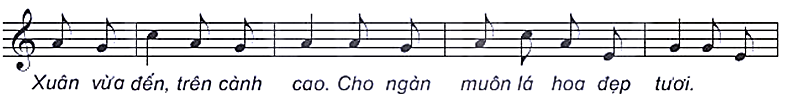 Xuân vừa đến, trên cành cao. Cho ngàn muôn lá hoa đẹp tươi.